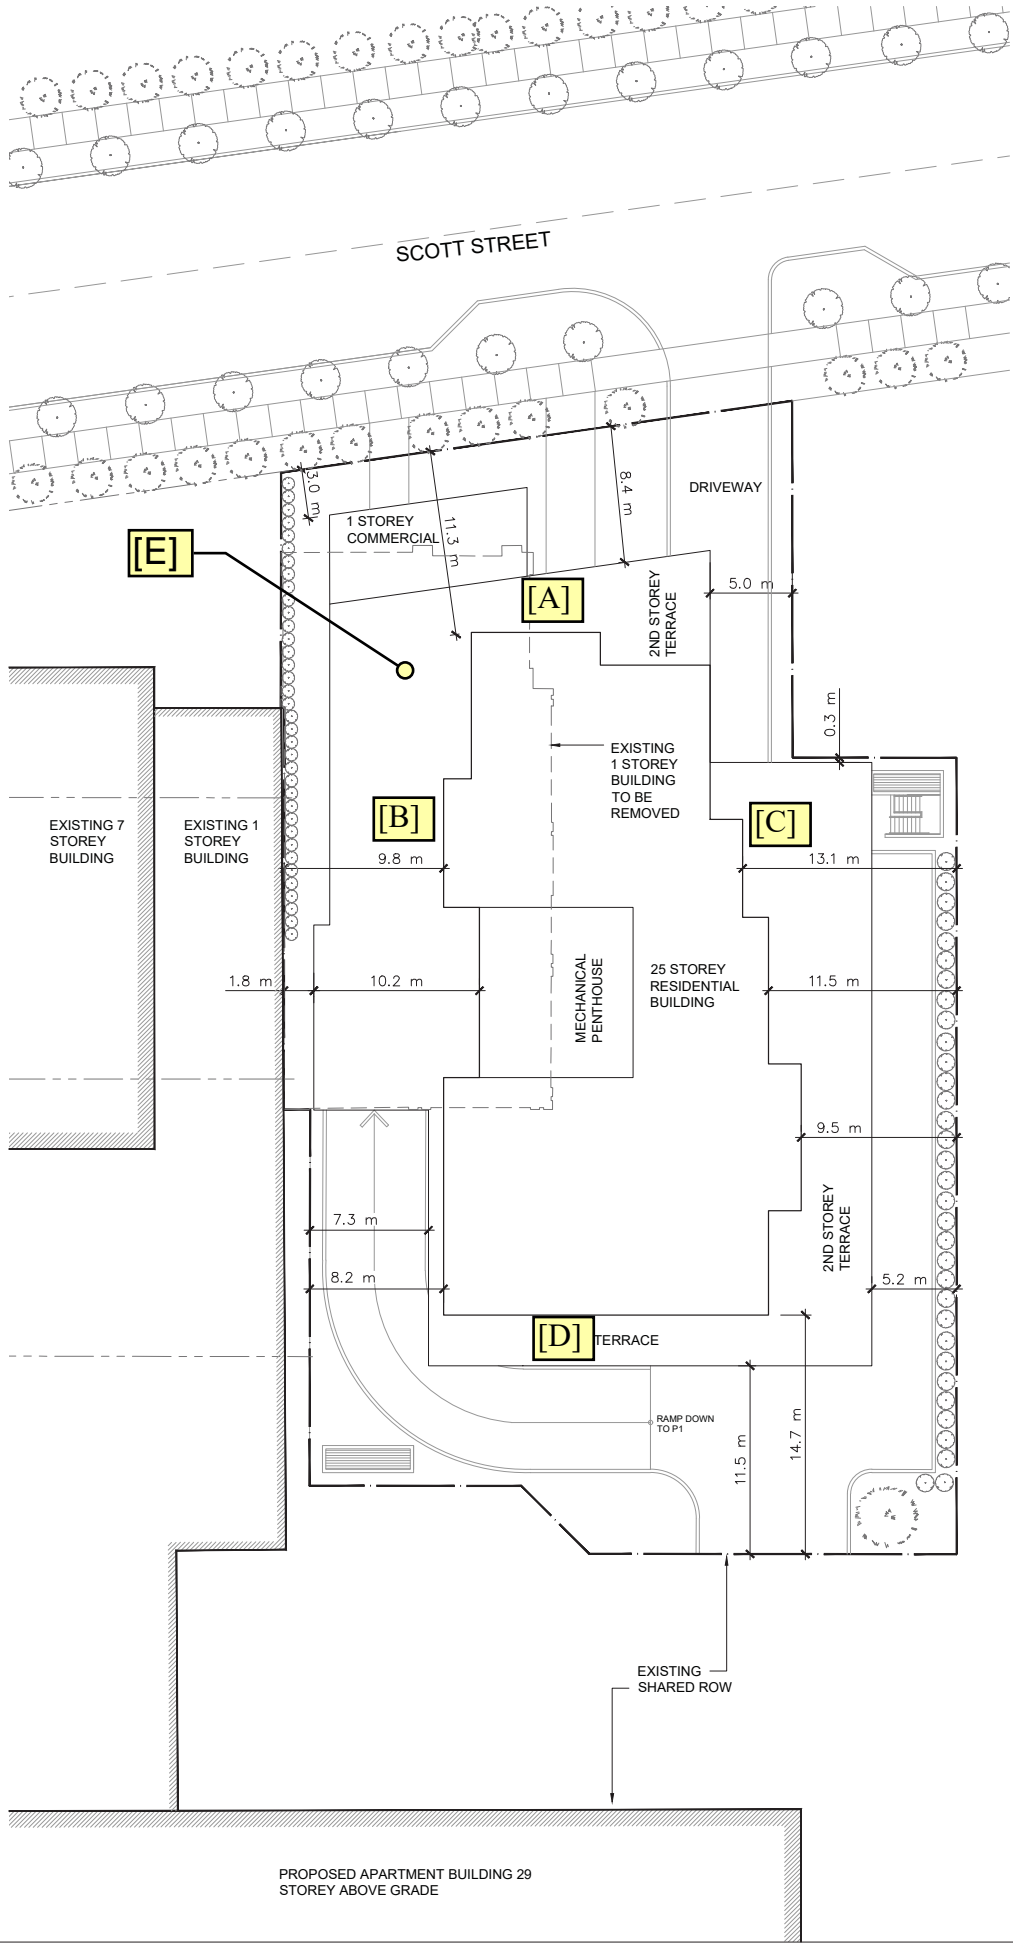 SCOTT STREET
3.0 m
11.3 m
8.4 m
DRIVEWAY
1 STOREY
COMMERCIAL
[E]
[A]
2ND STOREY
TERRACE
5.0 m
0.3 m
EXISTING
1 STOREY
BUILDING
TO BE
REMOVED
[B]
[C]
EXISTING 7
STOREY
BUILDING
EXISTING 1
STOREY
BUILDING
9.8 m
13.1 m
1.8 m
10.2 m
MECHANICAL
PENTHOUSE
25 STOREY
RESIDENTIAL
BUILDING
11.5 m
9.5 m
7.3 m
8.2 m
2ND STOREY
TERRACE
5.2 m
[D]
TERRACE
RAMP DOWN
TO P1
11.5 m
14.7 m
EXISTING
SHARED ROW
PROPOSED APARTMENT BUILDING 29
STOREY ABOVE GRADE